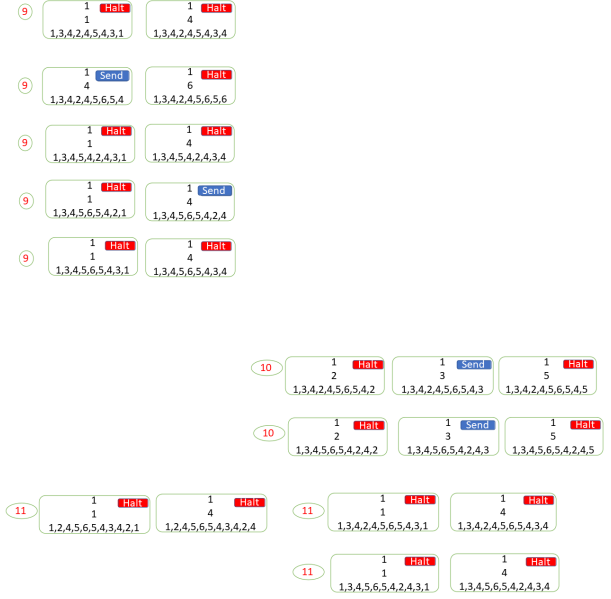 9
1 Halt
1
1,3,4,2,4,5,4,3,1
1 Halt
4
1,3,4,2,4,5,4,3,4
9
1 Send
4
1,3,4,2,4,5,6,5,4
1 Halt
6
1,3,4,2,4,5,6,5,6
9
1 Halt
1
1,3,4,5,4,2,4,3,1
1 Halt
4
1,3,4,5,4,2,4,3,4
9
1 Halt
1
1,3,4,5,6,5,4,2,1
1 Send
4
1,3,4,5,6,5,4,2,4
9
1 Halt
1
1,3,4,5,6,5,4,3,1
1 Halt
4
1,3,4,5,6,5,4,3,4
10
1 Halt
2
1,3,4,2,4,5,6,5,4,2
1 Send
3
1,3,4,2,4,5,6,5,4,3
1 Halt
5
1,3,4,2,4,5,6,5,4,5
10
1 Halt
2
1,3,4,5,6,5,4,2,4,2
1 Send
3
1,3,4,5,6,5,4,2,4,3
1 Halt
5
1,3,4,5,6,5,4,2,4,5
11
1 Halt
1
1,2,4,5,6,5,4,3,4,2,1
1 Halt
4
1,2,4,5,6,5,4,3,4,2,4
11
1 Halt
1
1,3,4,2,4,5,6,5,4,3,1
1 Halt
4
1,3,4,2,4,5,6,5,4,3,4
11
1 Halt
1
1,3,4,5,6,5,4,2,4,3,1
1 Halt
4
1,3,4,5,6,5,4,2,4,3,4